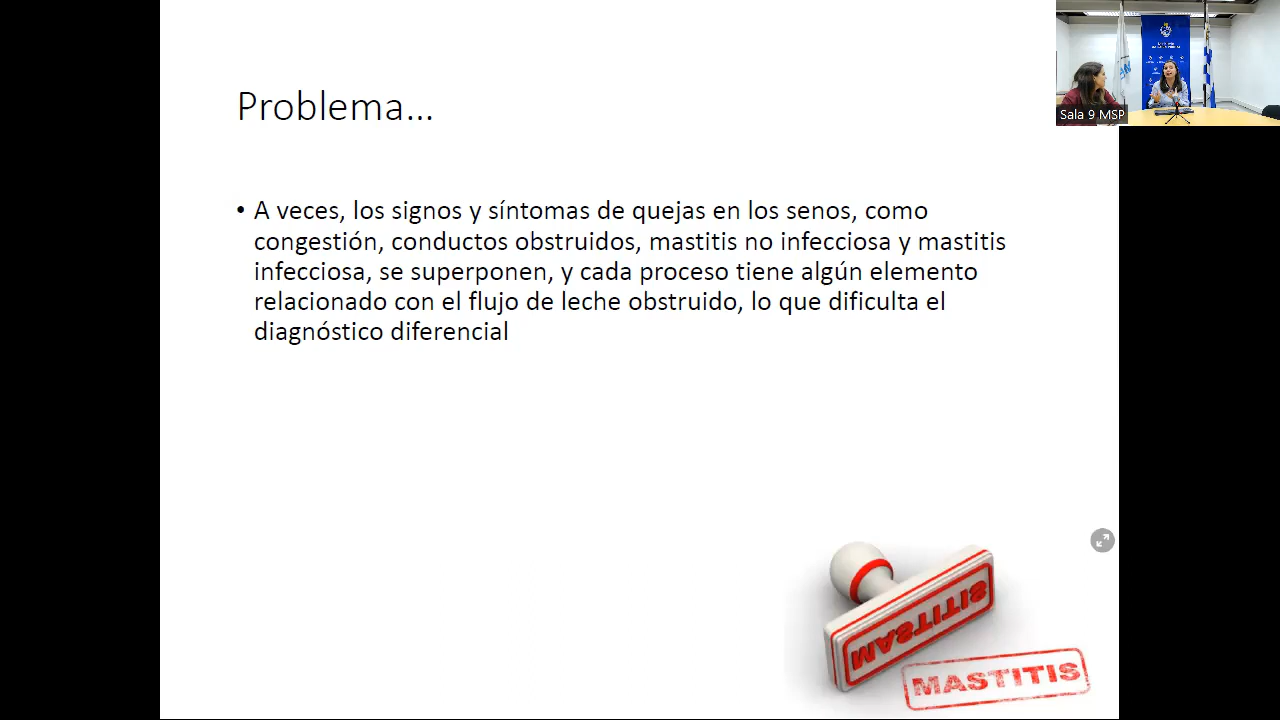 Problema...
Sala 9 MSP
• A veces, los signos y síntomas de quejas en los senos, como
congestión, conductos obstruidos, mastitis no infecciosa y mastitis
infecciosa, se superponen, y cada proceso tiene algún elemento
relacionado con el flujo de leche obstruido, lo que dificulta el
diagnóstico diferencial
MASTITIS
MASTITIS